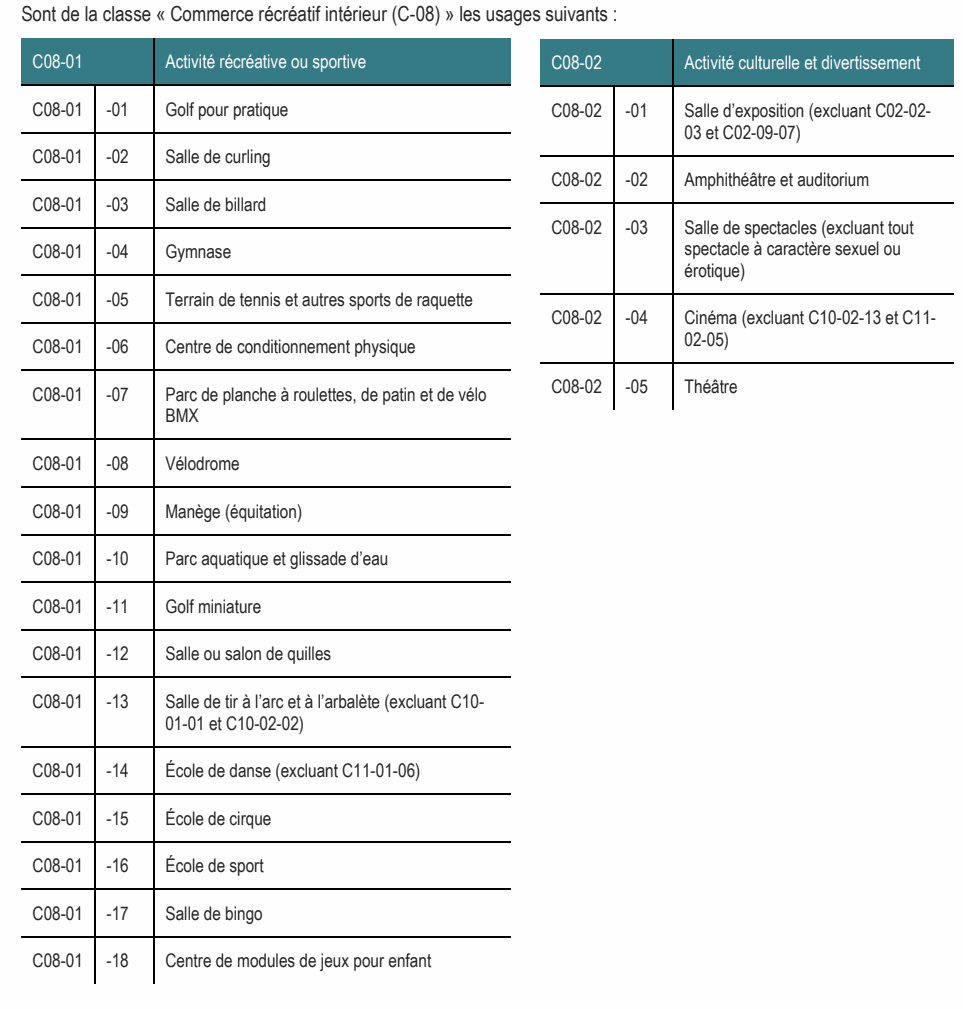 Sont de la classe « Commerce récréatif intérieur (C-08) » les usages suivants :
C08-01 Activité récréative ou sportive
C08-01 -01 Golf pour pratique
C08-01 -02 Salle de curling
C08-01 -03 Salle de billard
C08-01 -04 Gymnase
C08-01 -05 Terrain de tennis et autres sports de raquette
C08-01 -06 Centre de conditionnement physique
C08-01 -07 Parc de planche à roulettes, de patin et de vélo
BMX
C08-01 -08 Vélodrome
C08-01 -09 Manège (équitation)
C08-01 -10 Parc aquatique et glissade d’eau
C08-01 -11 Golf miniature
C08-01 -12 Salle ou salon de quilles
C08-01 -13 Salle de tir à l’arc et à l’arbalète (excluant C10-
01-01 et C10-02-02)
C08-01 -14 École de danse (excluant C11-01-06)
C08-01 -15 École de cirque
C08-01 -16 École de sport
C08-01 -17 Salle de bingo
C08-01 -18 Centre de modules de jeux pour enfant
C08-02 Activité culturelle et divertissement
C08-02 -01 Salle d’exposition (excluant C02-02-
03 et C02-09-07)
C08-02 -02 Amphithéâtre et auditorium
C08-02 -03 Salle de spectacles (excluant tout
spectacle à caractère sexuel ou
érotique)
C08-02 -04 Cinéma (excluant C10-02-13 et C11-
02-05)
C08-02 -05 Théâtre